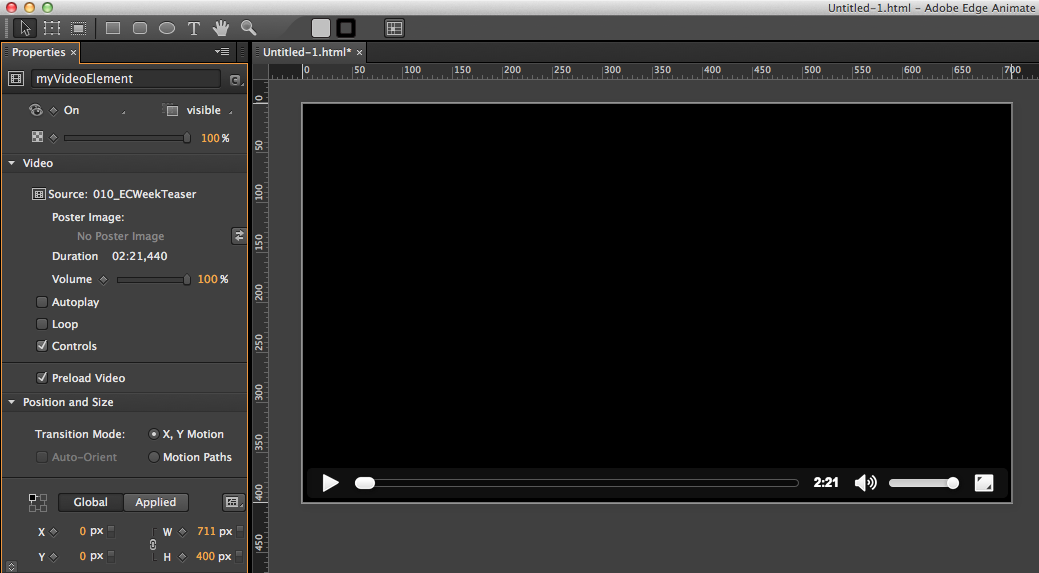 Untitled-1.html - Adobe Edge Animate
T
Properties ×
Untitled-1.html* ×
myVideoElement
C
0 50 100 150 200 250 300 350 400 450 500 550 600 650 700
0
50
100
150
200
250
300
350
400
450
On
visible
100%
Video
Source: 010_ECWeekTeaser
Poster Image:
No Poster Image
Duration 02:21,440
Volume 100%
Autoplay
Loop
Controls
Preload Video
Position and Size
Transition Mode: X, Y Motion
Auto-Orient Motion Paths
2:21
Global Applied
X 0 px W 711 px
Y 0 px H 400 px